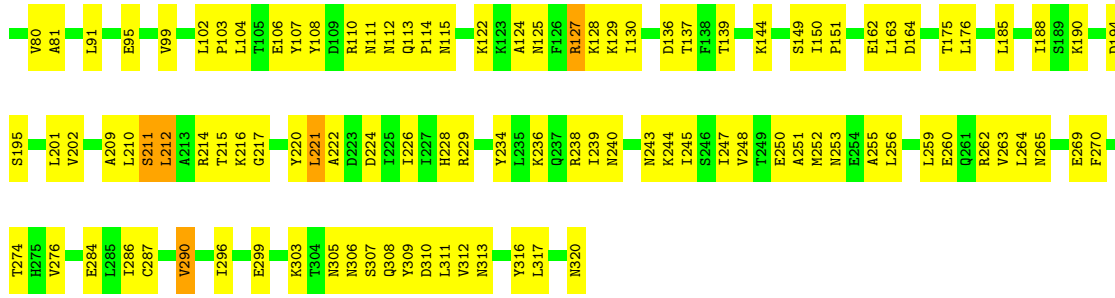 V80 A81 L91 E95 V99 L102 P103 L104 T105 E106 Y107 Y108 D109 R110 N111 N112 Q113 P114 N115 K122 K123 A124 N125 F126 R127 K128 K129 I130 D136 T137 F138 T139 K144 S149 I150 P151 E162 L163 D164 T175 L176 L185 I188 S189 K190
S195 L201 V202 A209 L210 S211 L212 A213 R214 T215 K216 G217 Y220 L221 A222 D223 D224 I225 I226 I227 H228 R229 Y234 L235 K236 Q237 R238 I239 N240 N243 K244 I245 S246 I247 V248 T249 E250 A251 M252 N253 E254 A255 L256 L259 E260 Q261 R262 V263 L264 N265 E269 F270
T274 H275 V276 E284 L285 I286 C287 V290 I296 E299 K303 T304 N305 N306 S307 Q308 Y309 D310 L311 V312 N313 Y316 L317 N320